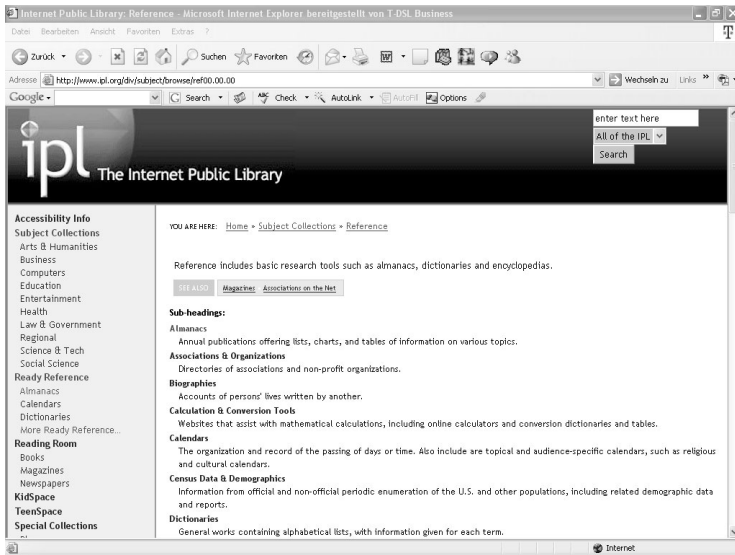 Internet Public Library: Reference - Microsoft Internet Explorer bereitgestellt von T-DSL Business
Datei Bearbeiten Ansicht Favoriten Extras ?
Zurück Suchen Favoriten
Adresse http://www.ipl.org/div/subject/browse/ref00.00.00 Wechseln zu Links »
Google Search Check AutoLink AutoFill Options
enter text here
All of the IPL
Search
ipl The Internet Public Library
Accessibility Info
Subject Collections
Arts & Humanities
Business
Computers
Education
Entertainment
Health
Law & Government
Regional
Science & Tech
Social Science
Ready Reference
Almanacs
Calendars
Dictionaries
More Ready Reference...
Reading Room
Books
Magazines
Newspapers
KidSpace
TeenSpace
Special Collections
YOU ARE HERE: Home » Subject Collections » Reference
Reference includes basic research tools such as almanacs, dictionaries and encyclopedias.
SEE ALSO Magazines Associations on the Net
Sub-headings:
Almanacs
Annual publications offering lists, charts, and tables of information on various topics.
Associations & Organizations
Directories of associations and non-profit organizations.
Biographies
Accounts of persons' lives written by another.
Calculation & Conversion Tools
Websites that assist with mathematical calculations, including online calculators and conversion dictionaries and tables.
Calendars
The organization and record of the passing of days or time. Also include are topical and audience-specific calendars, such as religious
and cultural calendars.
Census Data & Demographics
Information from official and non-official periodic enumeration of the U.S. and other populations, including related demographic data
and reports.
Dictionaries
General works containing alphabetical lists, with information given for each term.
Internet